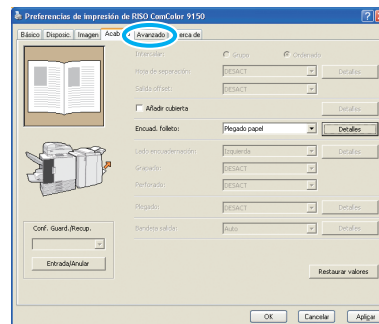 Preferencias de impresión de RISO ComColor 9150
Básico Disposic. Imagen Acab Avanzado erca de
Intercalar: Grupo Ordenado
Hoja de separación: DESACT Detalles
Salida offset: DESACT
Añadir cubierta Detalles
Encuad. folleto: Plegado papel Detalles
Lado encuadernación: Izquierda Detalles
Grapado: DESACT
Perforado: DESACT
Plegado: DESACT Detalles
Bandeja salida: Auto Detalles
Conf. Guard./Recup.
Entrada/Anular
Restaurar valores
OK Cancelar Aplicar